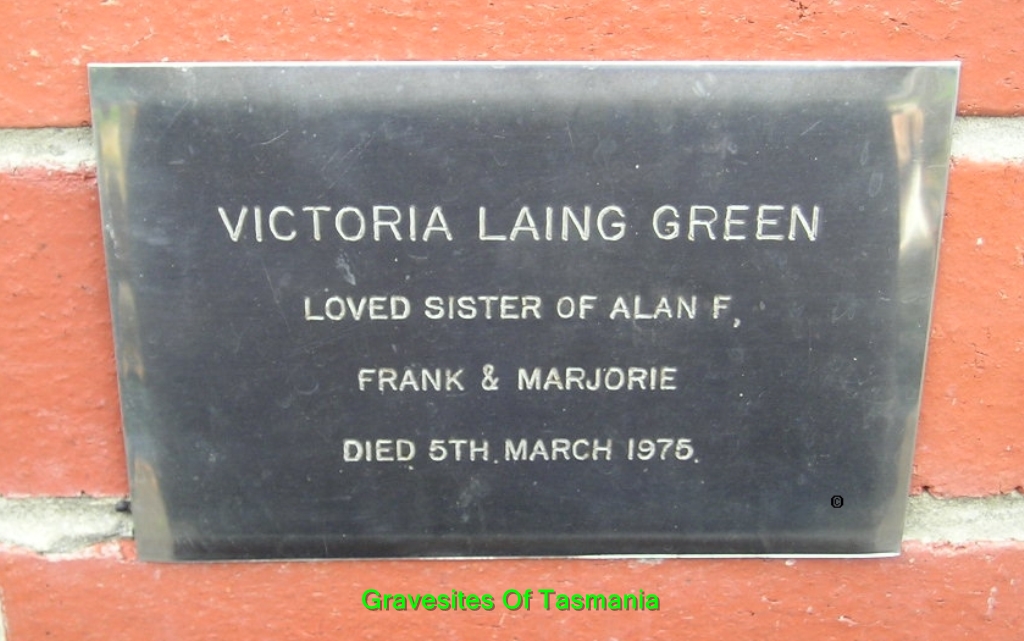 VICTORIA LAING GREEN
LOVED SISTER OF ALAN F,
FRANK & MARJORIE
DIED 5TH. MARCH 1975.
©
Gravesites Of Tasmania